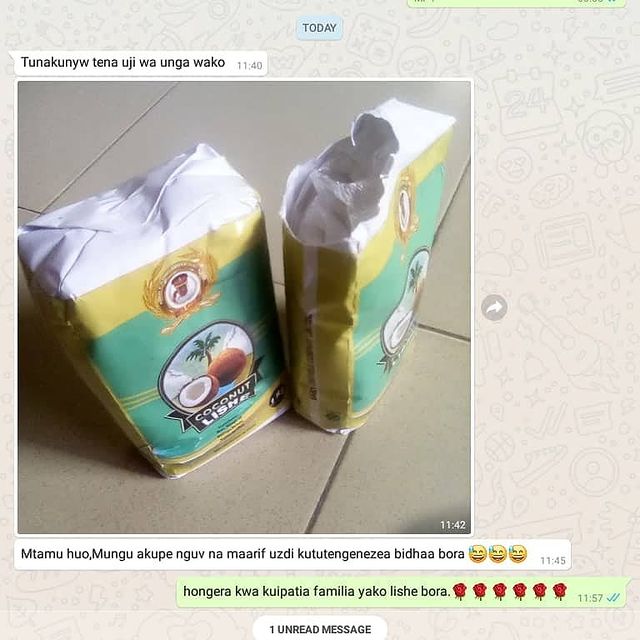 TODAY
Tunakunyw tena uji wa unga wako 11:40
COCONUT
LISHE
11:42
Mtamu huo,Mungu akupe nguv na maarif uzdi kututengenezea bidhaa bora 😅😅😅 11:45
hongera kwa kuipatia familia yako lishe bora.🌹🌹🌹🌹🌹🌹 11:57
1 UNREAD MESSAGE